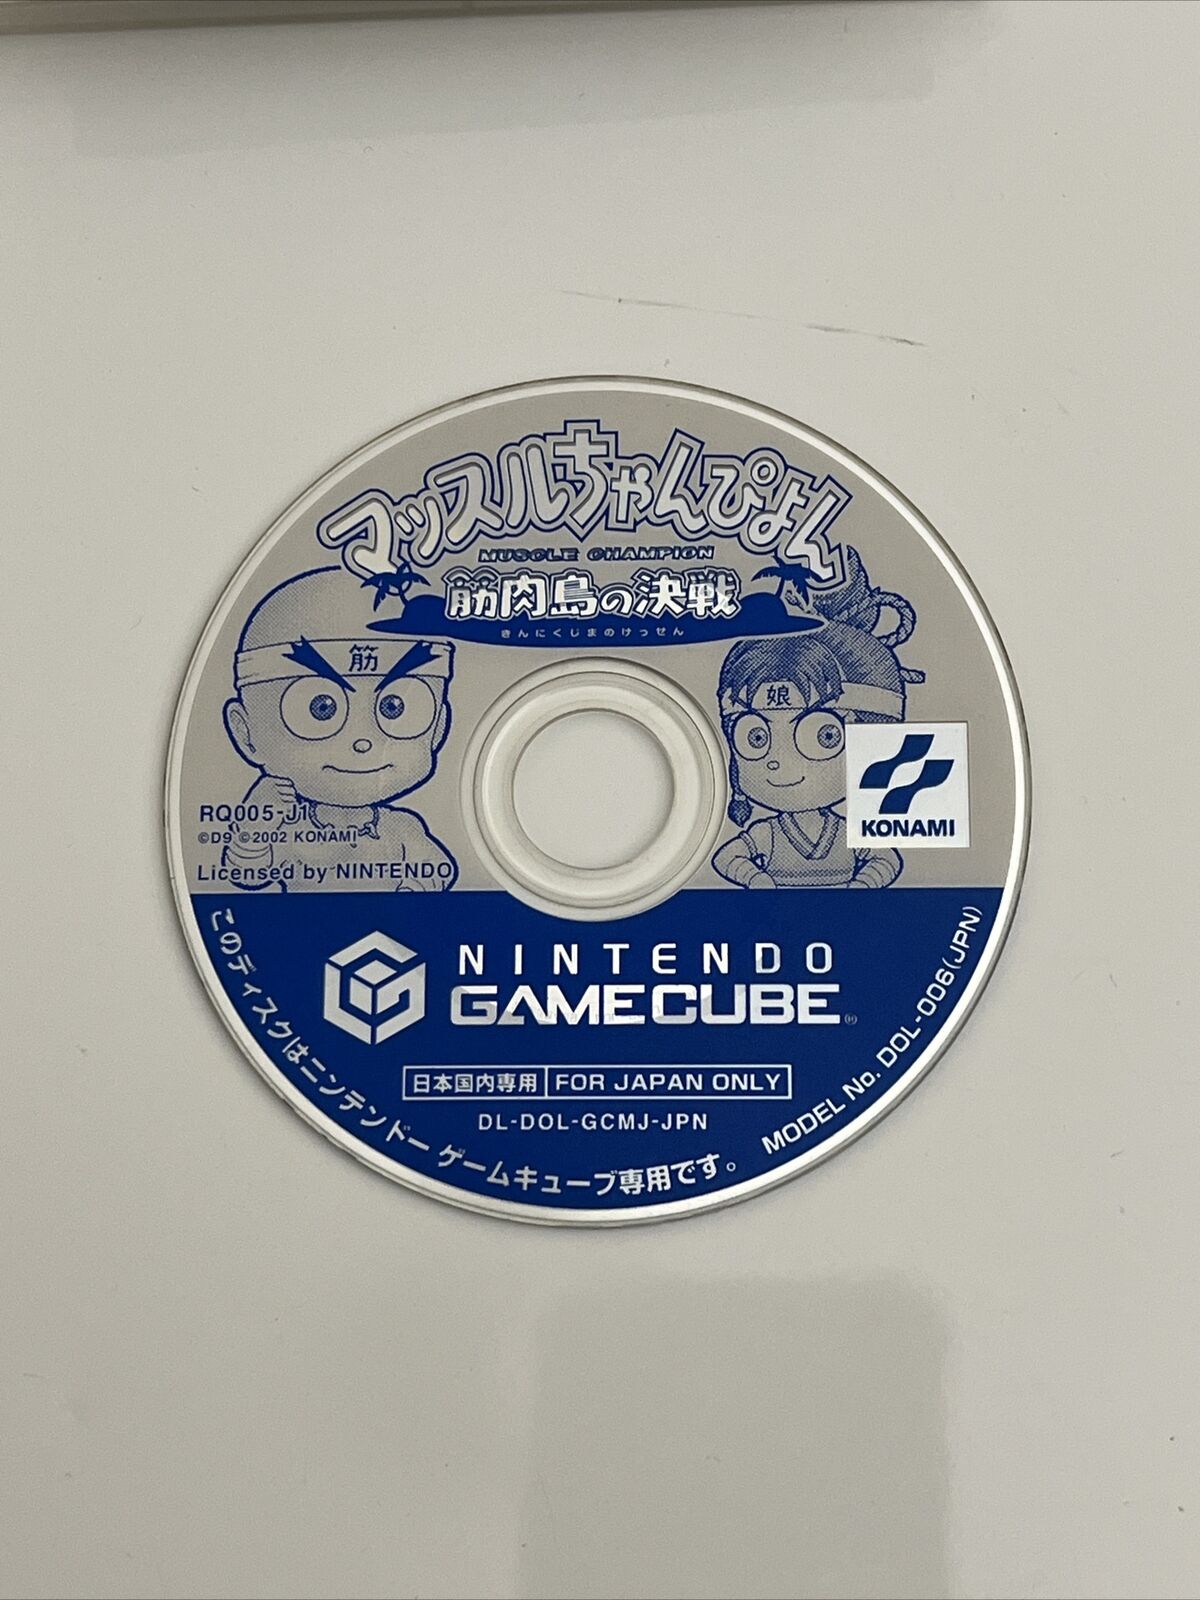 マッスルちゃんぴよん
MUSCLE CHAMPION
筋肉島の決戦
きんにくじまのけっせん
筋
娘
RQ005-J1
©D9 ©2002 KONAMI
Licensed by NINTENDO
KONAMI
NINTENDO
GAMECUBE
日本国内専用 FOR JAPAN ONLY
DL-DOL-GCMJ-JPN
このディスクはニンテンドー ゲームキューブ専用です。
MODEL No. DOL-006(JPN)